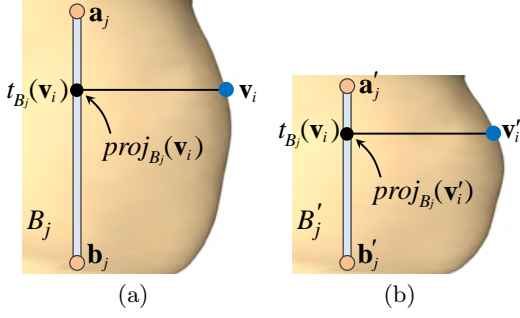 a_j
t_{B_j}(v_i)
v_i
proj_{B_j}(v_i)
B_j
b_j
(a)
a'_j
t_{B_j}(v_i)
v'_i
proj_{B_j}(v'_i)
B'_j
b'_j
(b)